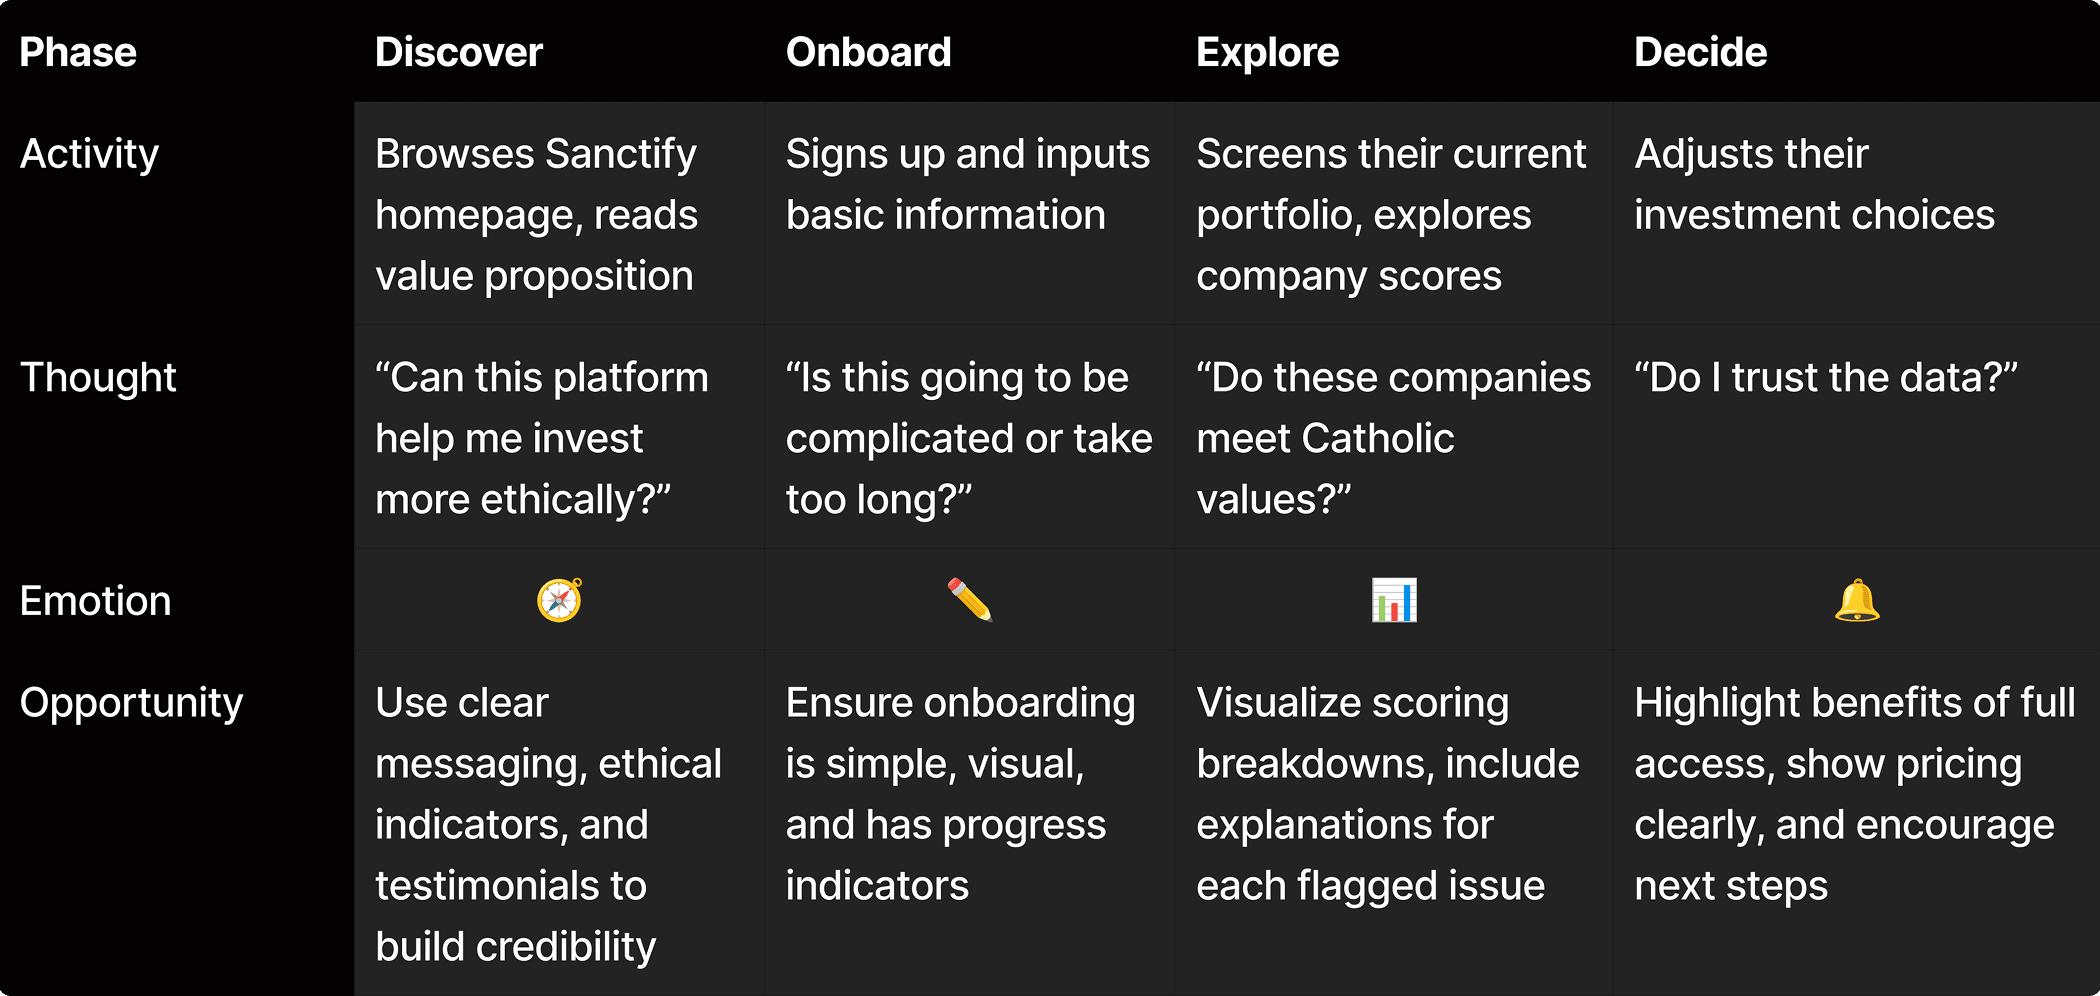 Phase
Discover
Onboard
Explore
Decide
Activity
Browses Sanctify
homepage, reads
value proposition
Signs up and inputs
basic information
Screens their current
portfolio, explores
company scores
Adjusts their
investment choices
Thought
“Can this platform
help me invest
more ethically?”
“Is this going to be
complicated or take
too long?”
“Do these companies
meet Catholic
values?”
“Do I trust the data?”
Emotion
Opportunity
Use clear
messaging, ethical
indicators, and
testimonials to
build credibility
Ensure onboarding
is simple, visual,
and has progress
indicators
Visualize scoring
breakdowns, include
explanations for
each flagged issue
Highlight benefits of full
access, show pricing
clearly, and encourage
next steps